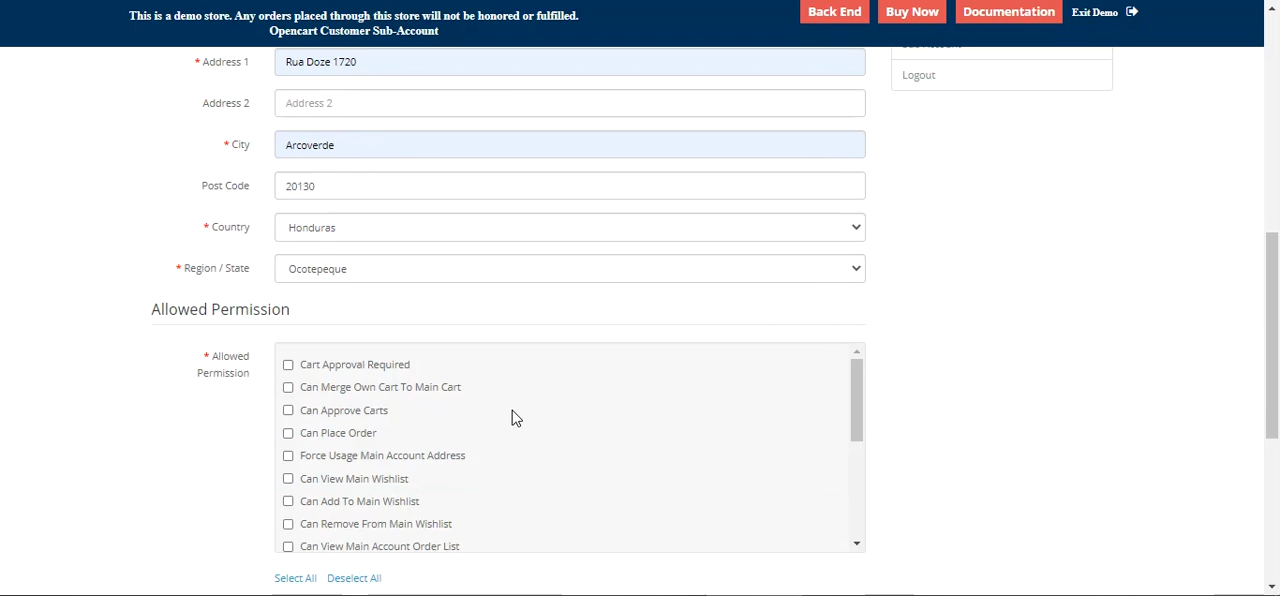 This is a demo store. Any orders placed through this store will not be honored or fulfilled.
Opencart Customer Sub-Account
Back End
Buy Now
Documentation
Exit Demo
* Address 1
Rua Doze 1720
Logout
Address 2
Address 2
* City
Arcoverde
Post Code
20130
* Country
Honduras
* Region / State
Ocotepeque
Allowed Permission
* Allowed
Permission
Cart Approval Required
Can Merge Own Cart To Main Cart
Can Approve Carts
Can Place Order
Force Usage Main Account Address
Can View Main Wishlist
Can Add To Main Wishlist
Can Remove From Main Wishlist
Can View Main Account Order List
Select All
Deselect All